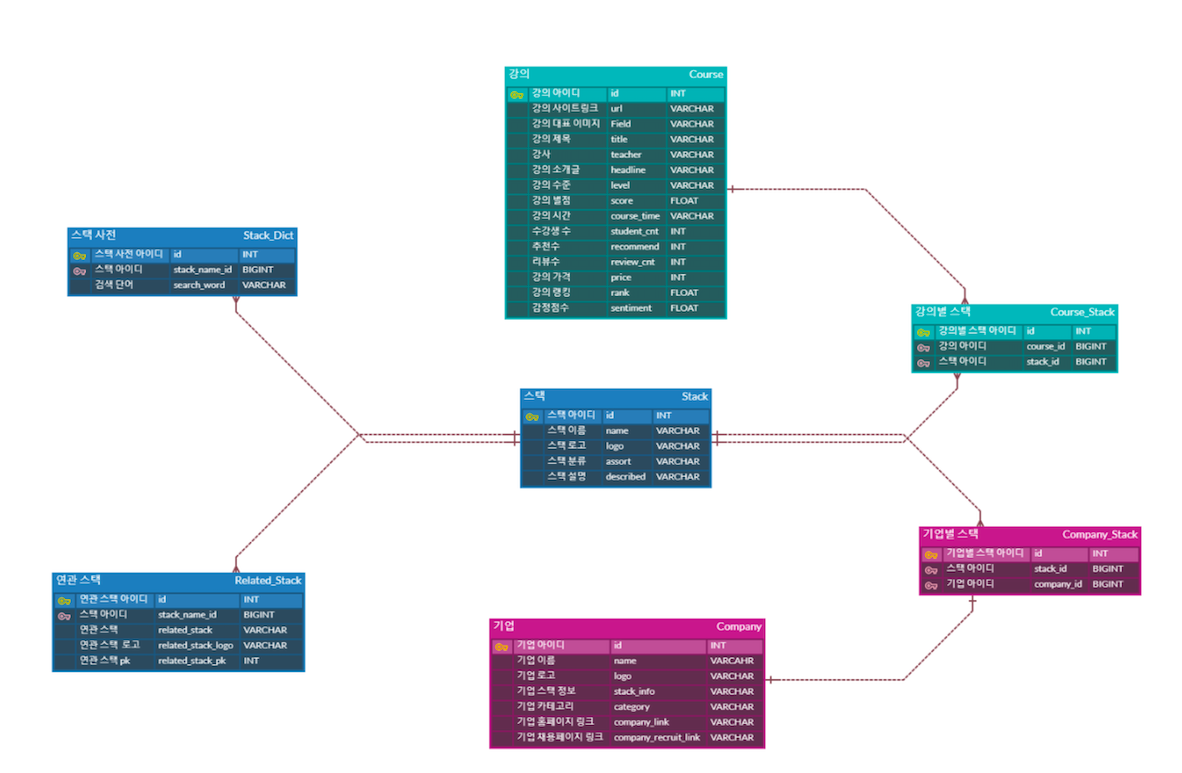 강의 Course
강의 아이디 id INT
강의 사이트링크 url VARCHAR
강의 대표 이미지 Field VARCHAR
강의 제목 title VARCHAR
강사 teacher VARCHAR
강의 소개글 headline VARCHAR
강의 수준 level VARCHAR
강의 별점 score FLOAT
강의 시간 course_time VARCHAR
수강생 수 student_cnt INT
추천수 recommend INT
리뷰수 review_cnt INT
강의 가격 price INT
강의 랭킹 rank FLOAT
감정점수 sentiment FLOAT
스택 사전 Stack_Dict
스택 사전 아이디 id INT
스택 아이디 stack_name_id BIGINT
검색 단어 search_word VARCHAR
강의별 스택 Course_Stack
강의별 스택 아이디 id INT
강의 아이디 course_id BIGINT
스택 아이디 stack_id BIGINT
스택 Stack
스택 아이디 id INT
스택 이름 name VARCHAR
스택 로고 logo VARCHAR
스택 분류 assort VARCHAR
스택 설명 described VARCHAR
기업별 스택 Company_Stack
기업별 스택 아이디 id INT
스택 아이디 stack_id BIGINT
기업 아이디 company_id BIGINT
연관 스택 Related_Stack
연관 스택 아이디 id INT
스택 아이디 stack_name_id BIGINT
연관 스택 related_stack VARCHAR
연관 스택 로고 related_stack_logo VARCHAR
연관 스택 pk related_stack_pk INT
기업 Company
기업 아이디 id INT
기업 이름 name VARCAHR
기업 로고 logo VARCHAR
기업 스택 정보 stack_info VARCHAR
기업 카테고리 category VARCHAR
기업 홈페이지 링크 company_link VARCHAR
기업 채용페이지 링크 company_recruit_link VARCHAR